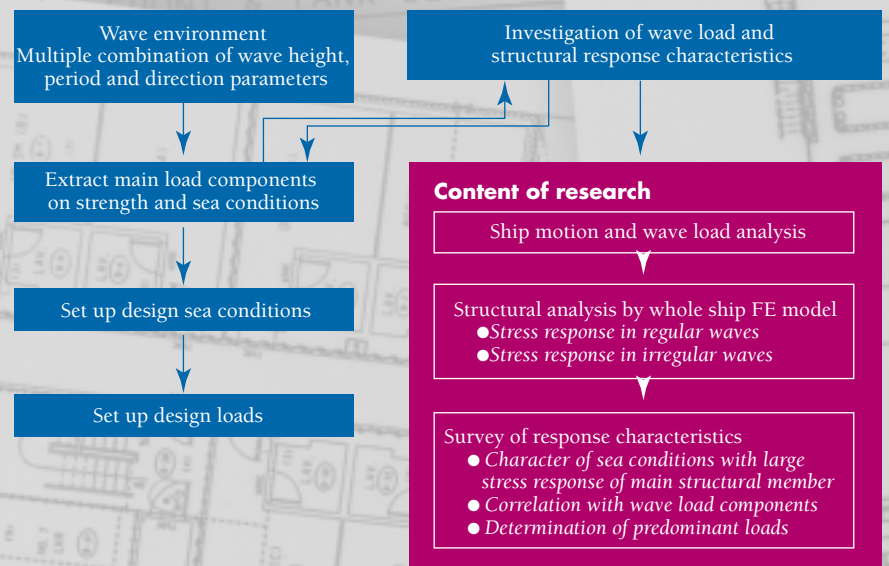 Wave environment
Multiple combination of wave height,
period and direction parameters
Investigation of wave load and
structural response characteristics
Extract main load components
on strength and sea conditions
Set up design sea conditions
Set up design loads
Content of research
Ship motion and wave load analysis
Structural analysis by whole ship FE model
●Stress response in regular waves
●Stress response in irregular waves
Survey of response characteristics
● Character of sea conditions with large
stress response of main structural member
● Correlation with wave load components
● Determination of predominant loads